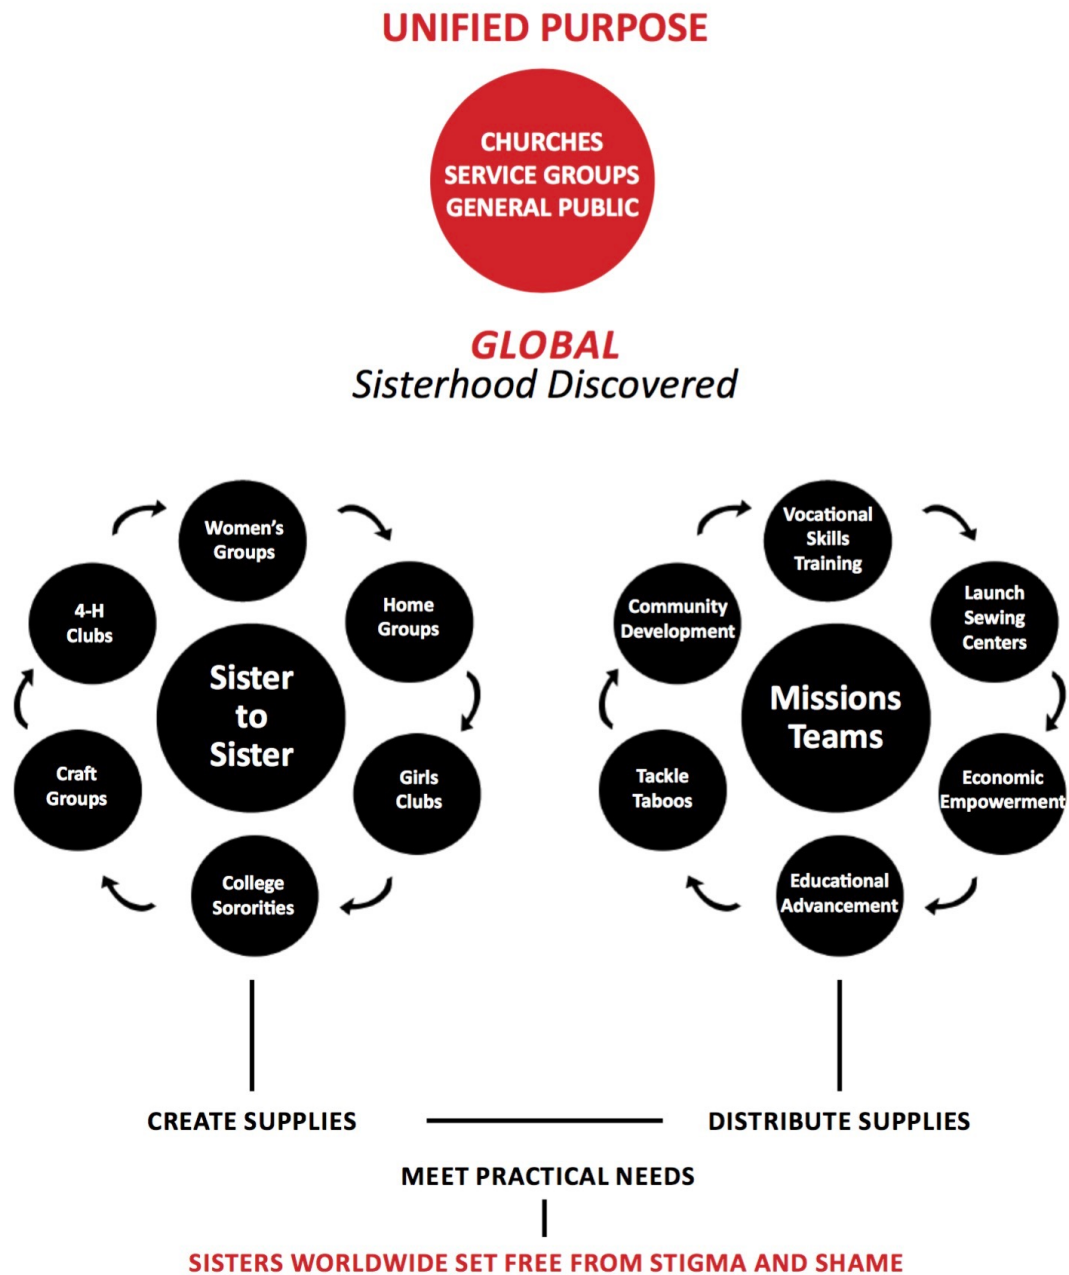 UNIFIED PURPOSE
CHURCHES
SERVICE GROUPS
GENERAL PUBLIC
GLOBAL
Sisterhood Discovered
Women’s
Groups
Home
Groups
Girls
Clubs
College
Sororities
Craft
Groups
4-H
Clubs
Sister
to
Sister
Vocational
Skills
Training
Launch
Sewing
Centers
Economic
Empowerment
Educational
Advancement
Tackle
Taboos
Community
Development
Missions
Teams
CREATE SUPPLIES
DISTRIBUTE SUPPLIES
MEET PRACTICAL NEEDS
SISTERS WORLDWIDE SET FREE FROM STIGMA AND SHAME